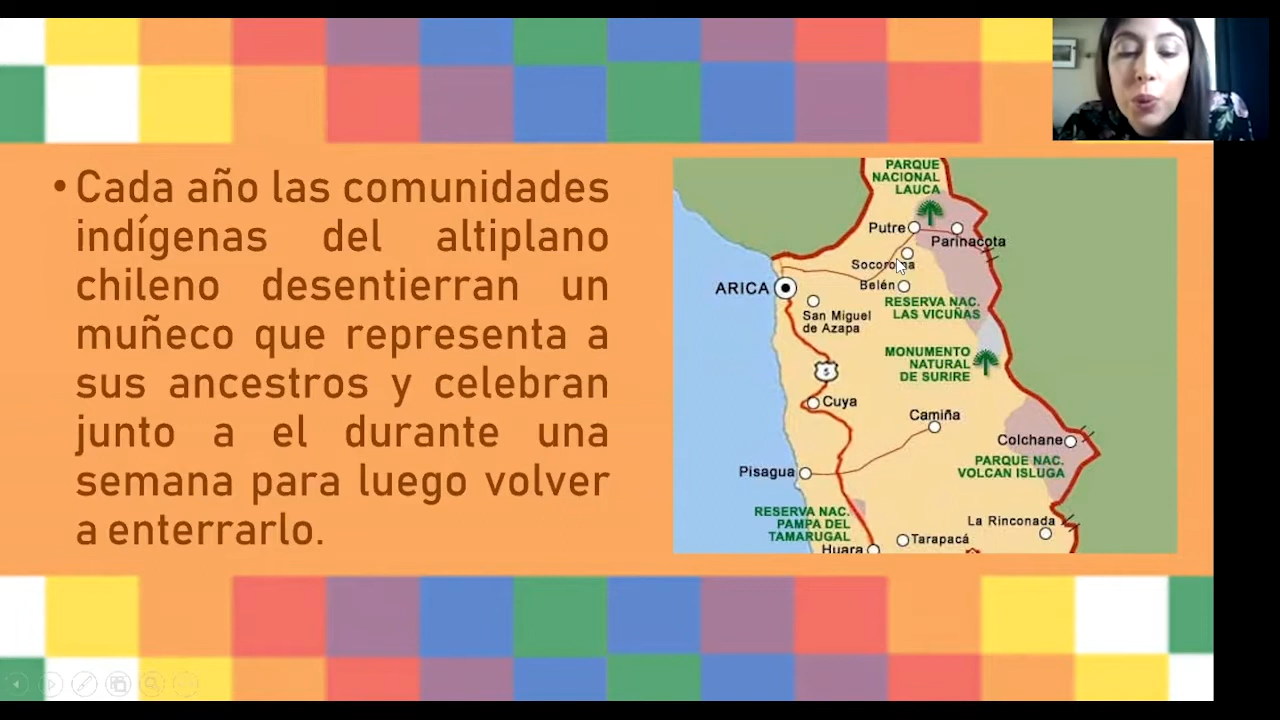 • Cada año las comunidades
indígenas del altiplano
chileno desentierran un
muñeco que representa a
sus ancestros y celebran
junto a el durante una
semana para luego volver
a enterrarlo.
PARQUE
NACIONAL
LAUCA
Putre
Parinacota
Socoroma
Belén
ARICA
RESERVA NAC.
LAS VICUÑAS
San Miguel
de Azapa
MONUMENTO
NATURAL
DE SURIRE
5
Cuya
Camiña
Colchane
PARQUE NAC.
VOLCAN ISLUGA
Pisagua
RESERVA NAC.
PAMPA DEL
TAMARUGAL
La Rinconada
Tarapacá
Huara